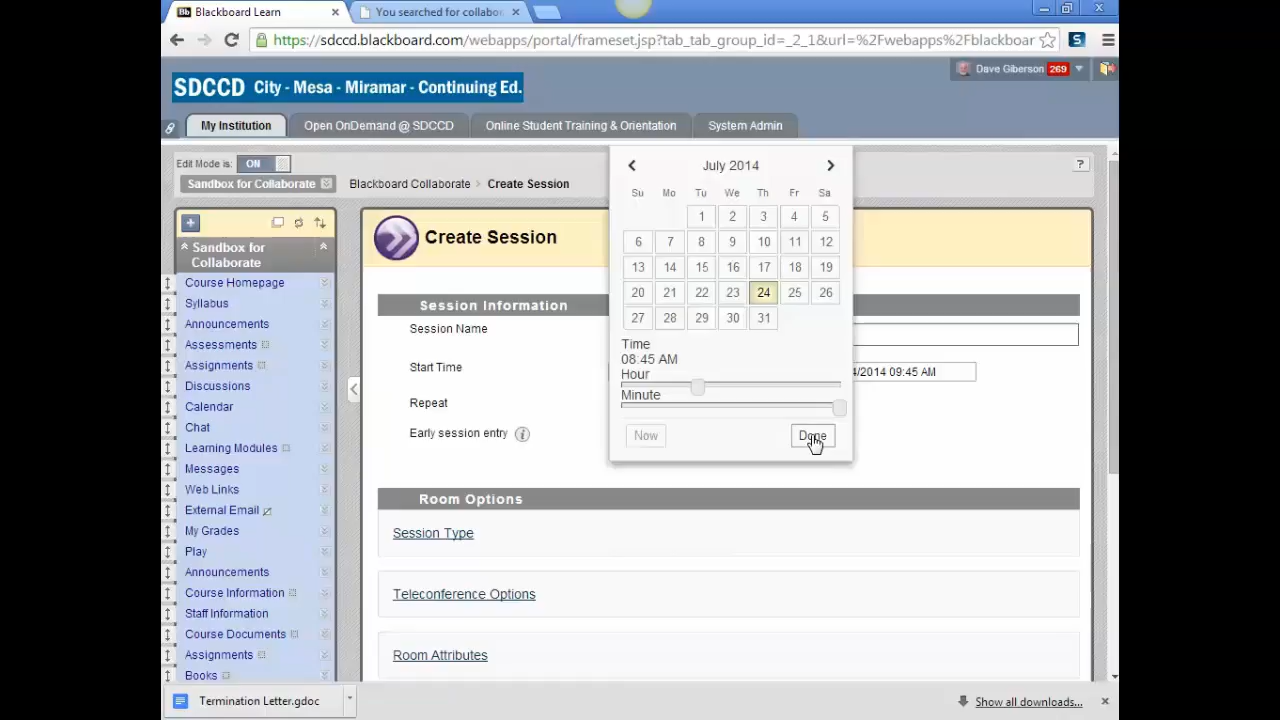 Bb Blackboard Learn
You searched for collabo
https://sdccd.blackboard.com/webapps/portal/frameset.jsp?tab_tab_group_id=_2_1&url=%2Fwebapps%2Fblackboar
S
Dave Giberson 269
SDCCD City - Mesa - Miramar - Continuing Ed.
My Institution
Open OnDemand @ SDCCD
Online Student Training & Orientation
System Admin
Edit Mode is: ON
?
Sandbox for Collaborate
Blackboard Collaborate > Create Session
Sandbox for
Collaborate
Course Homepage
Syllabus
Announcements
Assessments
Assignments
Discussions
Calendar
Chat
Learning Modules
Messages
Web Links
External Email
My Grades
Play
Announcements
Course Information
Staff Information
Course Documents
Assignments
Books
Create Session
Session Information
Session Name
Start Time
Repeat
Early session entry
July 2014
Su Mo Tu We Th Fr Sa
1 2 3 4 5
6 7 8 9 10 11 12
13 14 15 16 17 18 19
20 21 22 23 24 25 26
27 28 29 30 31
Time
08:45 AM
Hour
Minute
Now
Done
4/2014 09:45 AM
Room Options
Session Type
Teleconference Options
Room Attributes
Termination Letter.gdoc
Show all downloads...